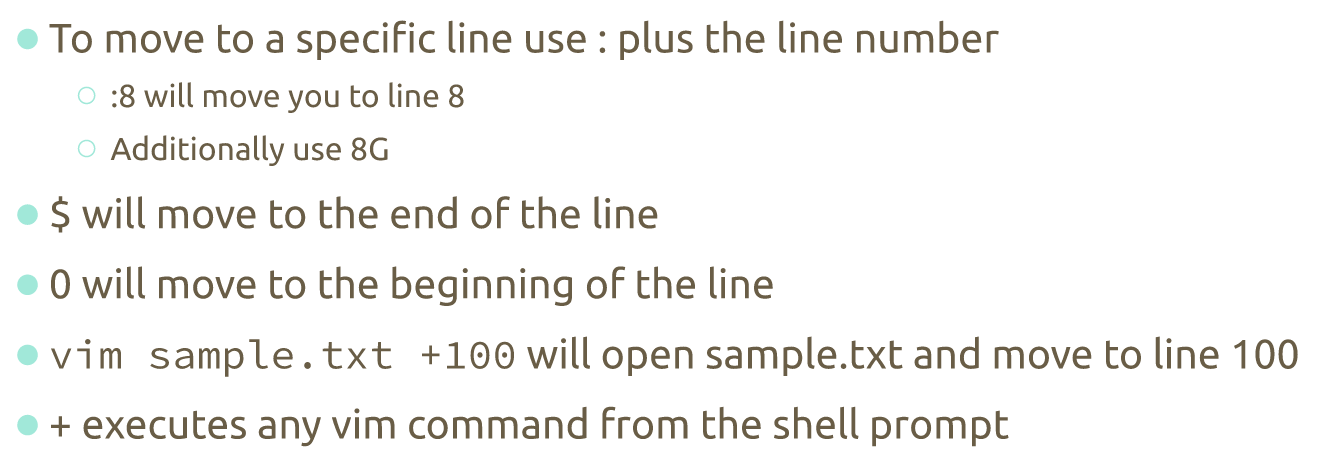 To move to a specific line use : plus the line number
:8 will move you to line 8
Additionally use 8G
$ will move to the end of the line
0 will move to the beginning of the line
vim sample.txt +100 will open sample.txt and move to line 100
+ executes any vim command from the shell prompt